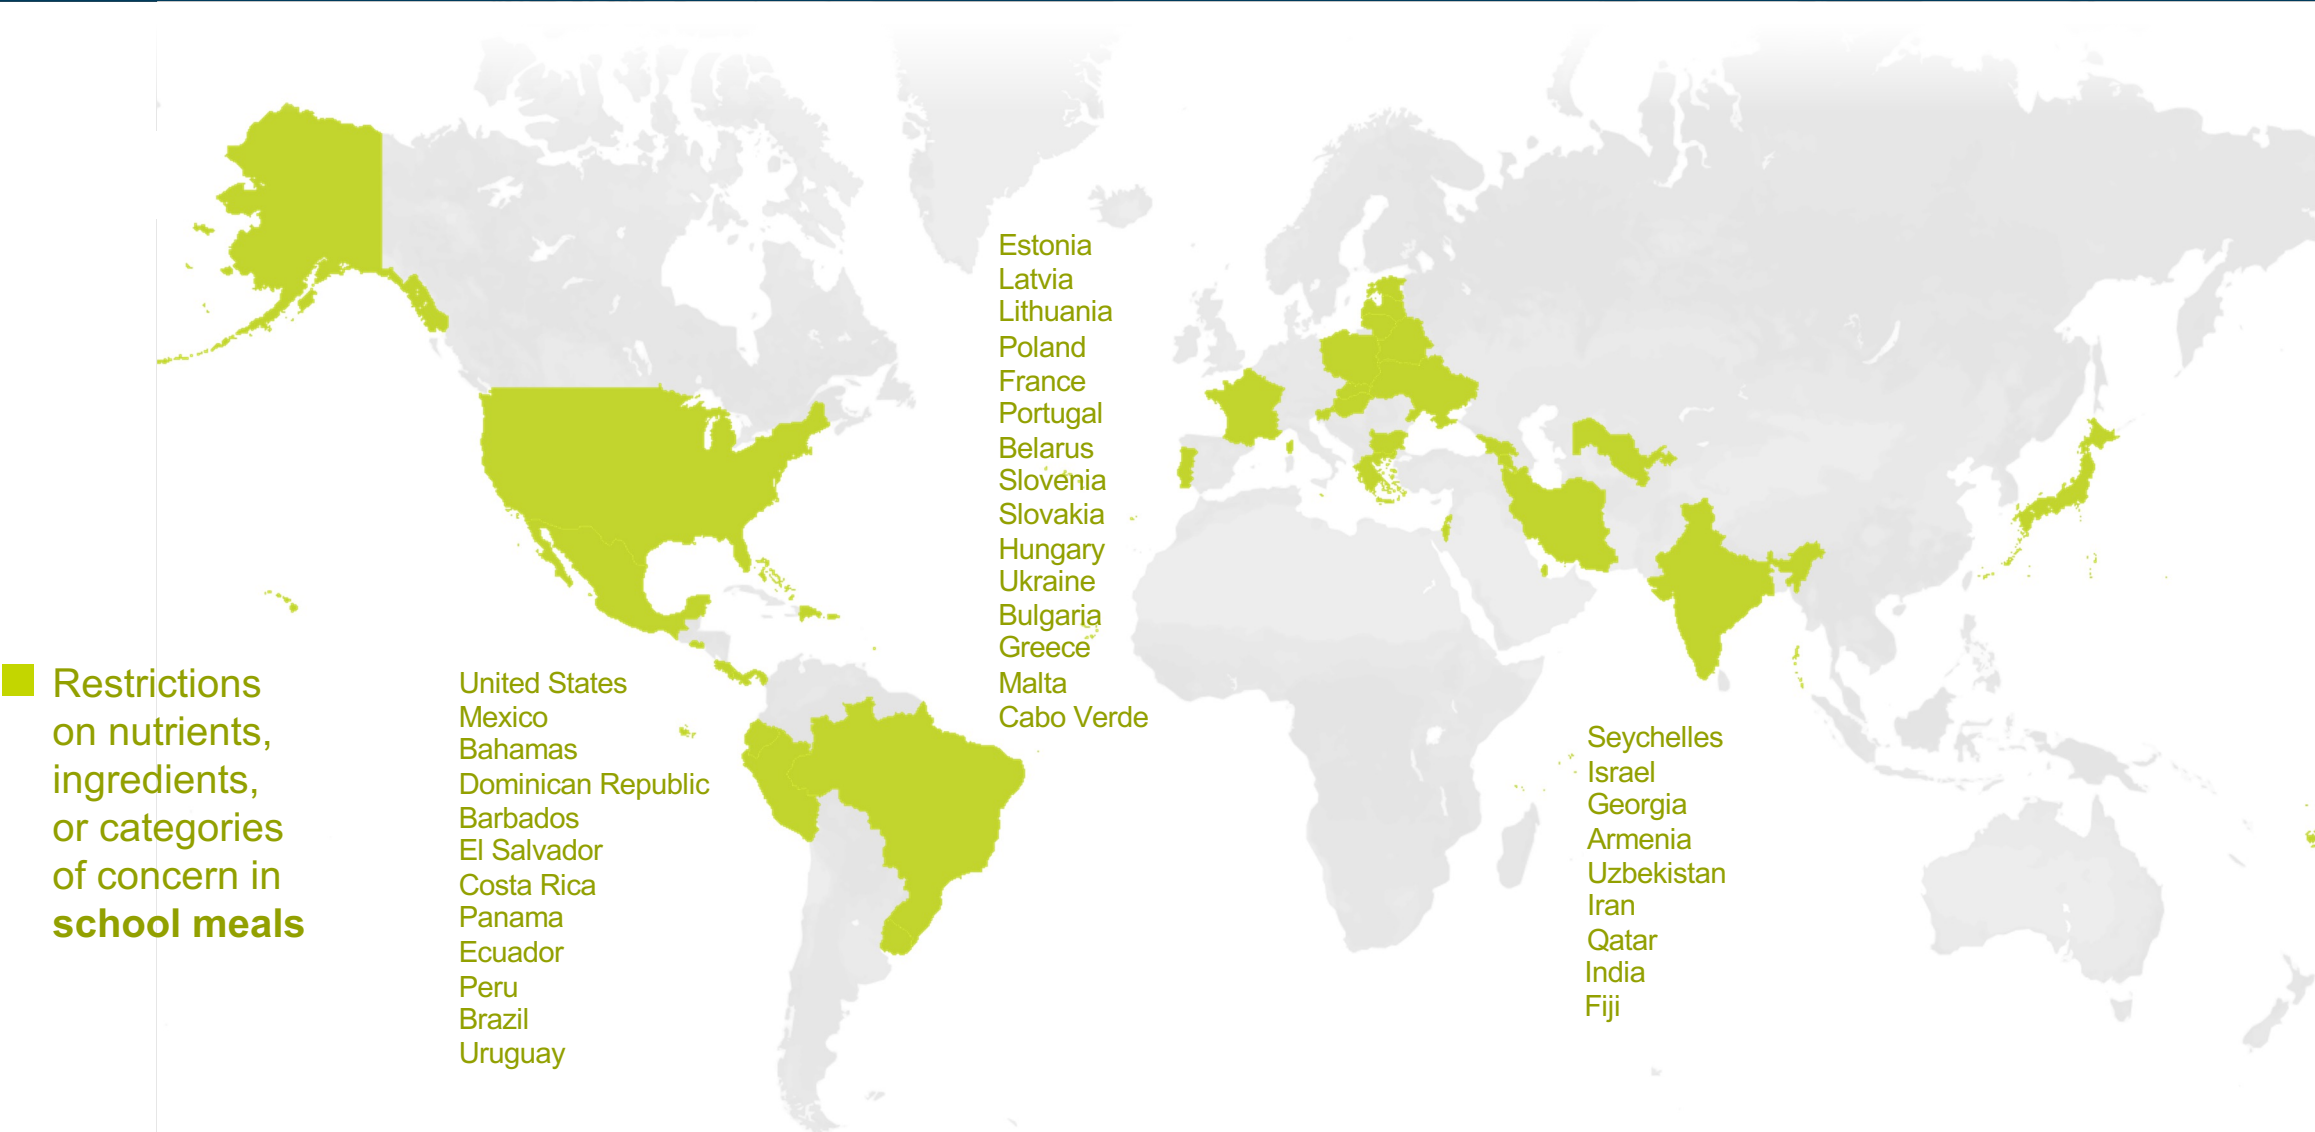 Restrictions
on nutrients,
ingredients,
or categories
of concern in
school meals
United States
Mexico
Bahamas
Dominican Republic
Barbados
El Salvador
Costa Rica
Panama
Ecuador
Peru
Brazil
Uruguay
Estonia
Latvia
Lithuania
Poland
France
Portugal
Belarus
Slovenia
Slovakia
Hungary
Ukraine
Bulgaria
Greece
Malta
Cabo Verde
Seychelles
Israel
Georgia
Armenia
Uzbekistan
Iran
Qatar
India
Fiji